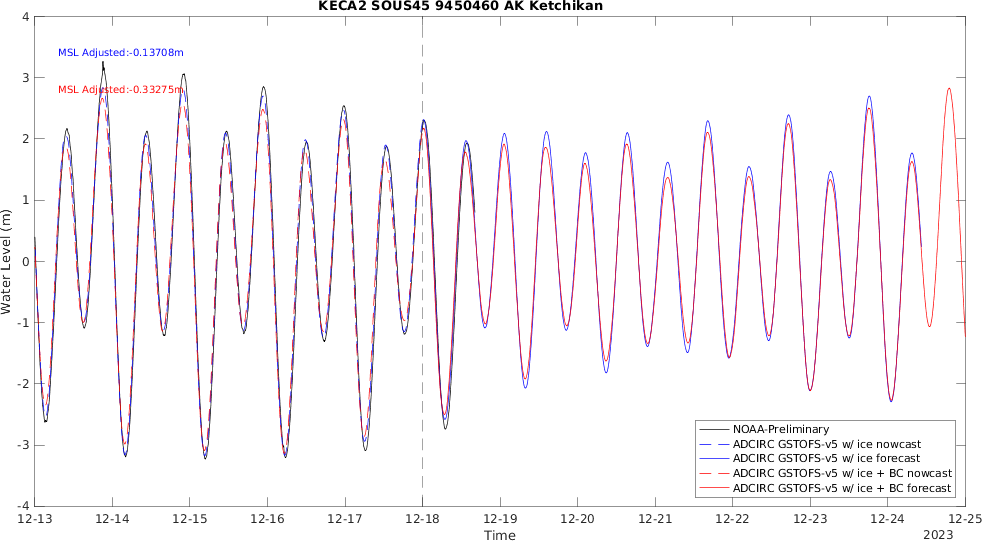 KECA2 SOUS45 9450460 AK Ketchikan
MSL Adjusted:-0.13708m
MSL Adjusted:-0.33275m
Water Level (m)
4
3
2
1
0
-1
-2
-3
-4
NOAA-Preliminary
ADCIRC GSTOFS-v5 w/ ice nowcast
ADCIRC GSTOFS-v5 w/ ice forecast
ADCIRC GSTOFS-v5 w/ ice + BC nowcast
ADCIRC GSTOFS-v5 w/ ice + BC forecast
12-13 12-14 12-15 12-16 12-17 12-18 12-19 12-20 12-21 12-22 12-23 12-24 12-25
Time
2023